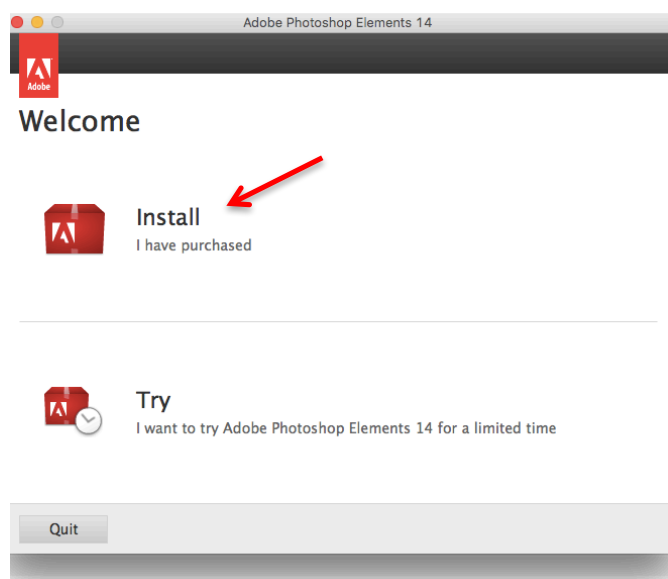 Adobe Photoshop Elements 14
Adobe
Welcome
Install
I have purchased
Try
I want to try Adobe Photoshop Elements 14 for a limited time
Quit